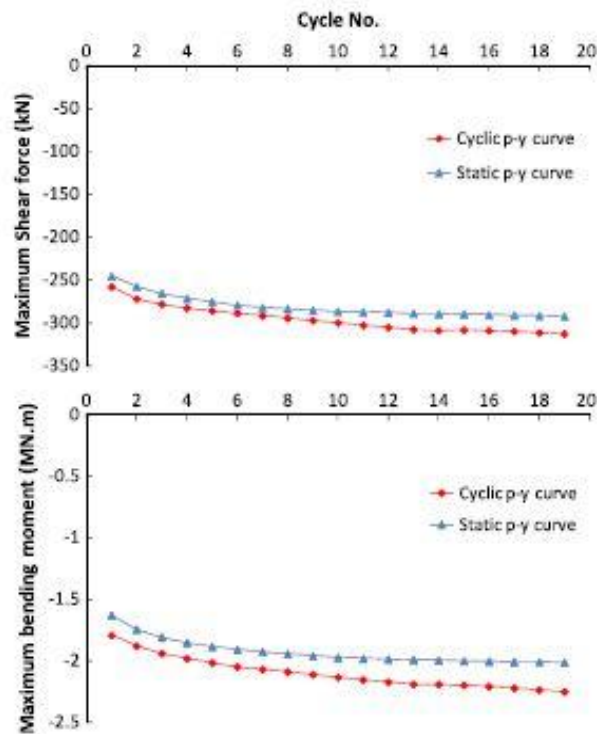 Cycle No.
0 2 4 6 8 10 12 14 16 18 20
0
-50
-100
-150
-200
-250
-300
-350
Maximum Shear force (kN)
Cyclic p-y curve
Static p-y curve
0 2 4 6 8 10 12 14 16 18 20
0
-0.5
-1
-1.5
-2
-2.5
Maximum bending moment (MN.m)
Cyclic p-y curve
Static p-y curve